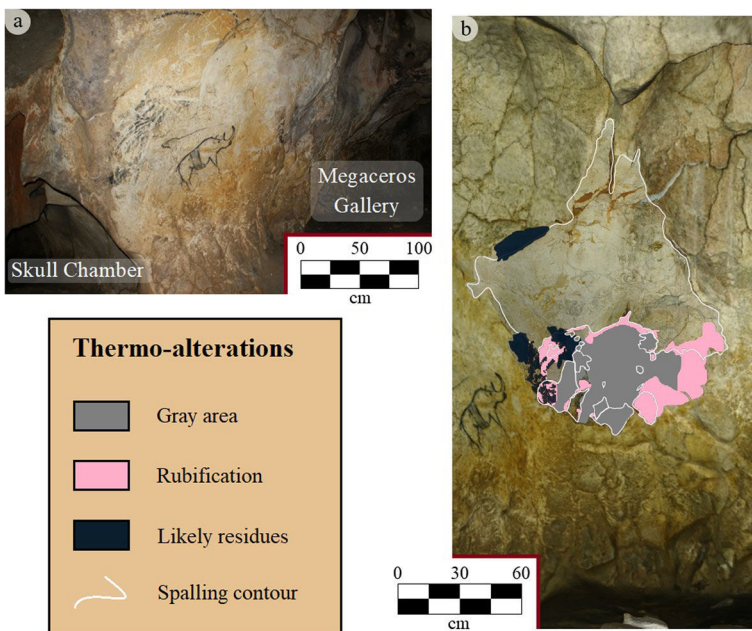 a
Skull Chamber
Megaceros
Gallery
0 50 100
cm
b
Thermo-alterations
Gray area
Rubification
Likely residues
Spalling contour
0 30 60
cm